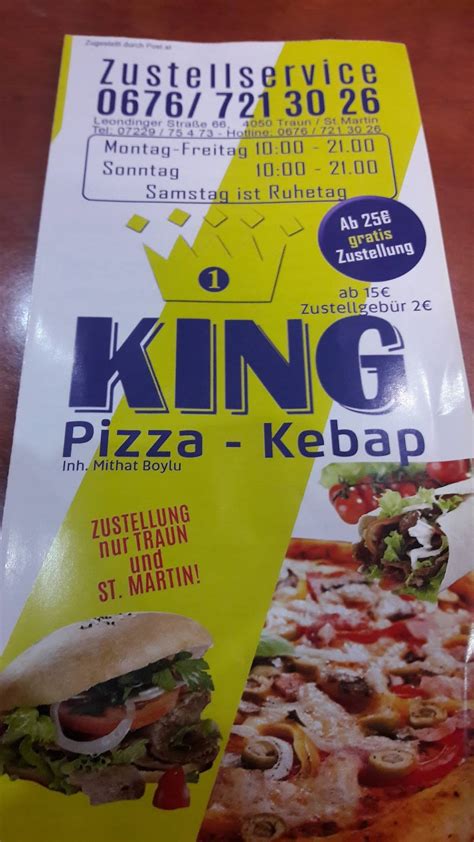 Zugestellt durch Post.at
Zustellservice
0676/ 721 30 26
Leondinger Straße 66, 4050 Traun / St.Martin
Tel: 07229 / 75 4 73 - Hotline: 0676 / 721 30 26
Montag-Freitag 10:00 - 21.00
Sonntag 10:00 - 21.00
Samstag ist Ruhetag
Ab 25€
gratis
Zustellung
1
ab 15€
Zustellgebür 2€
KING
Pizza - Kebap
Inh. Mithat Boylu
ZUSTELLUNG
nur TRAUN
und
ST. MARTIN!